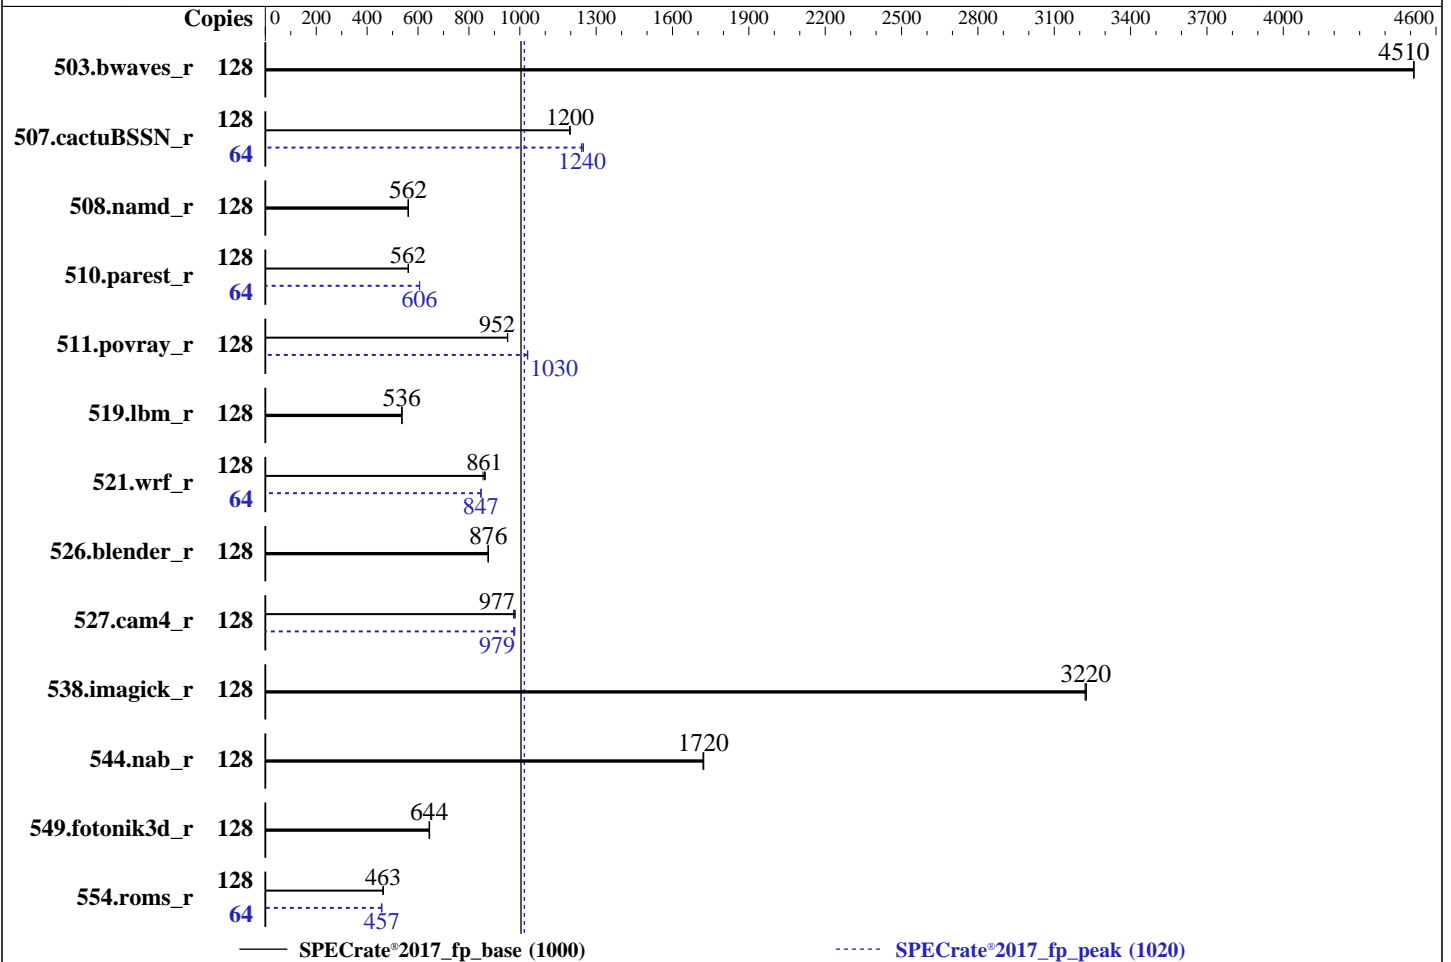 Copies 0 200 400 600 800 1000 1300 1600 1900 2200 2500 2800 3100 3400 3700 4000 4600
503.bwaves_r 128 4510
507.cactuBSSN_r 128 1200
64 1240
508.namd_r 128 562
510.parest_r 128 562
64 606
511.povray_r 128 952
1030
519.lbm_r 128 536
521.wrf_r 128 861
64 847
526.blender_r 128 876
527.cam4_r 128 977
979
538.imagick_r 128 3220
544.nab_r 128 1720
549.fotonik3d_r 128 644
554.roms_r 128 463
64 457
SPECrate®2017_fp_base (1000) SPECrate®2017_fp_peak (1020)